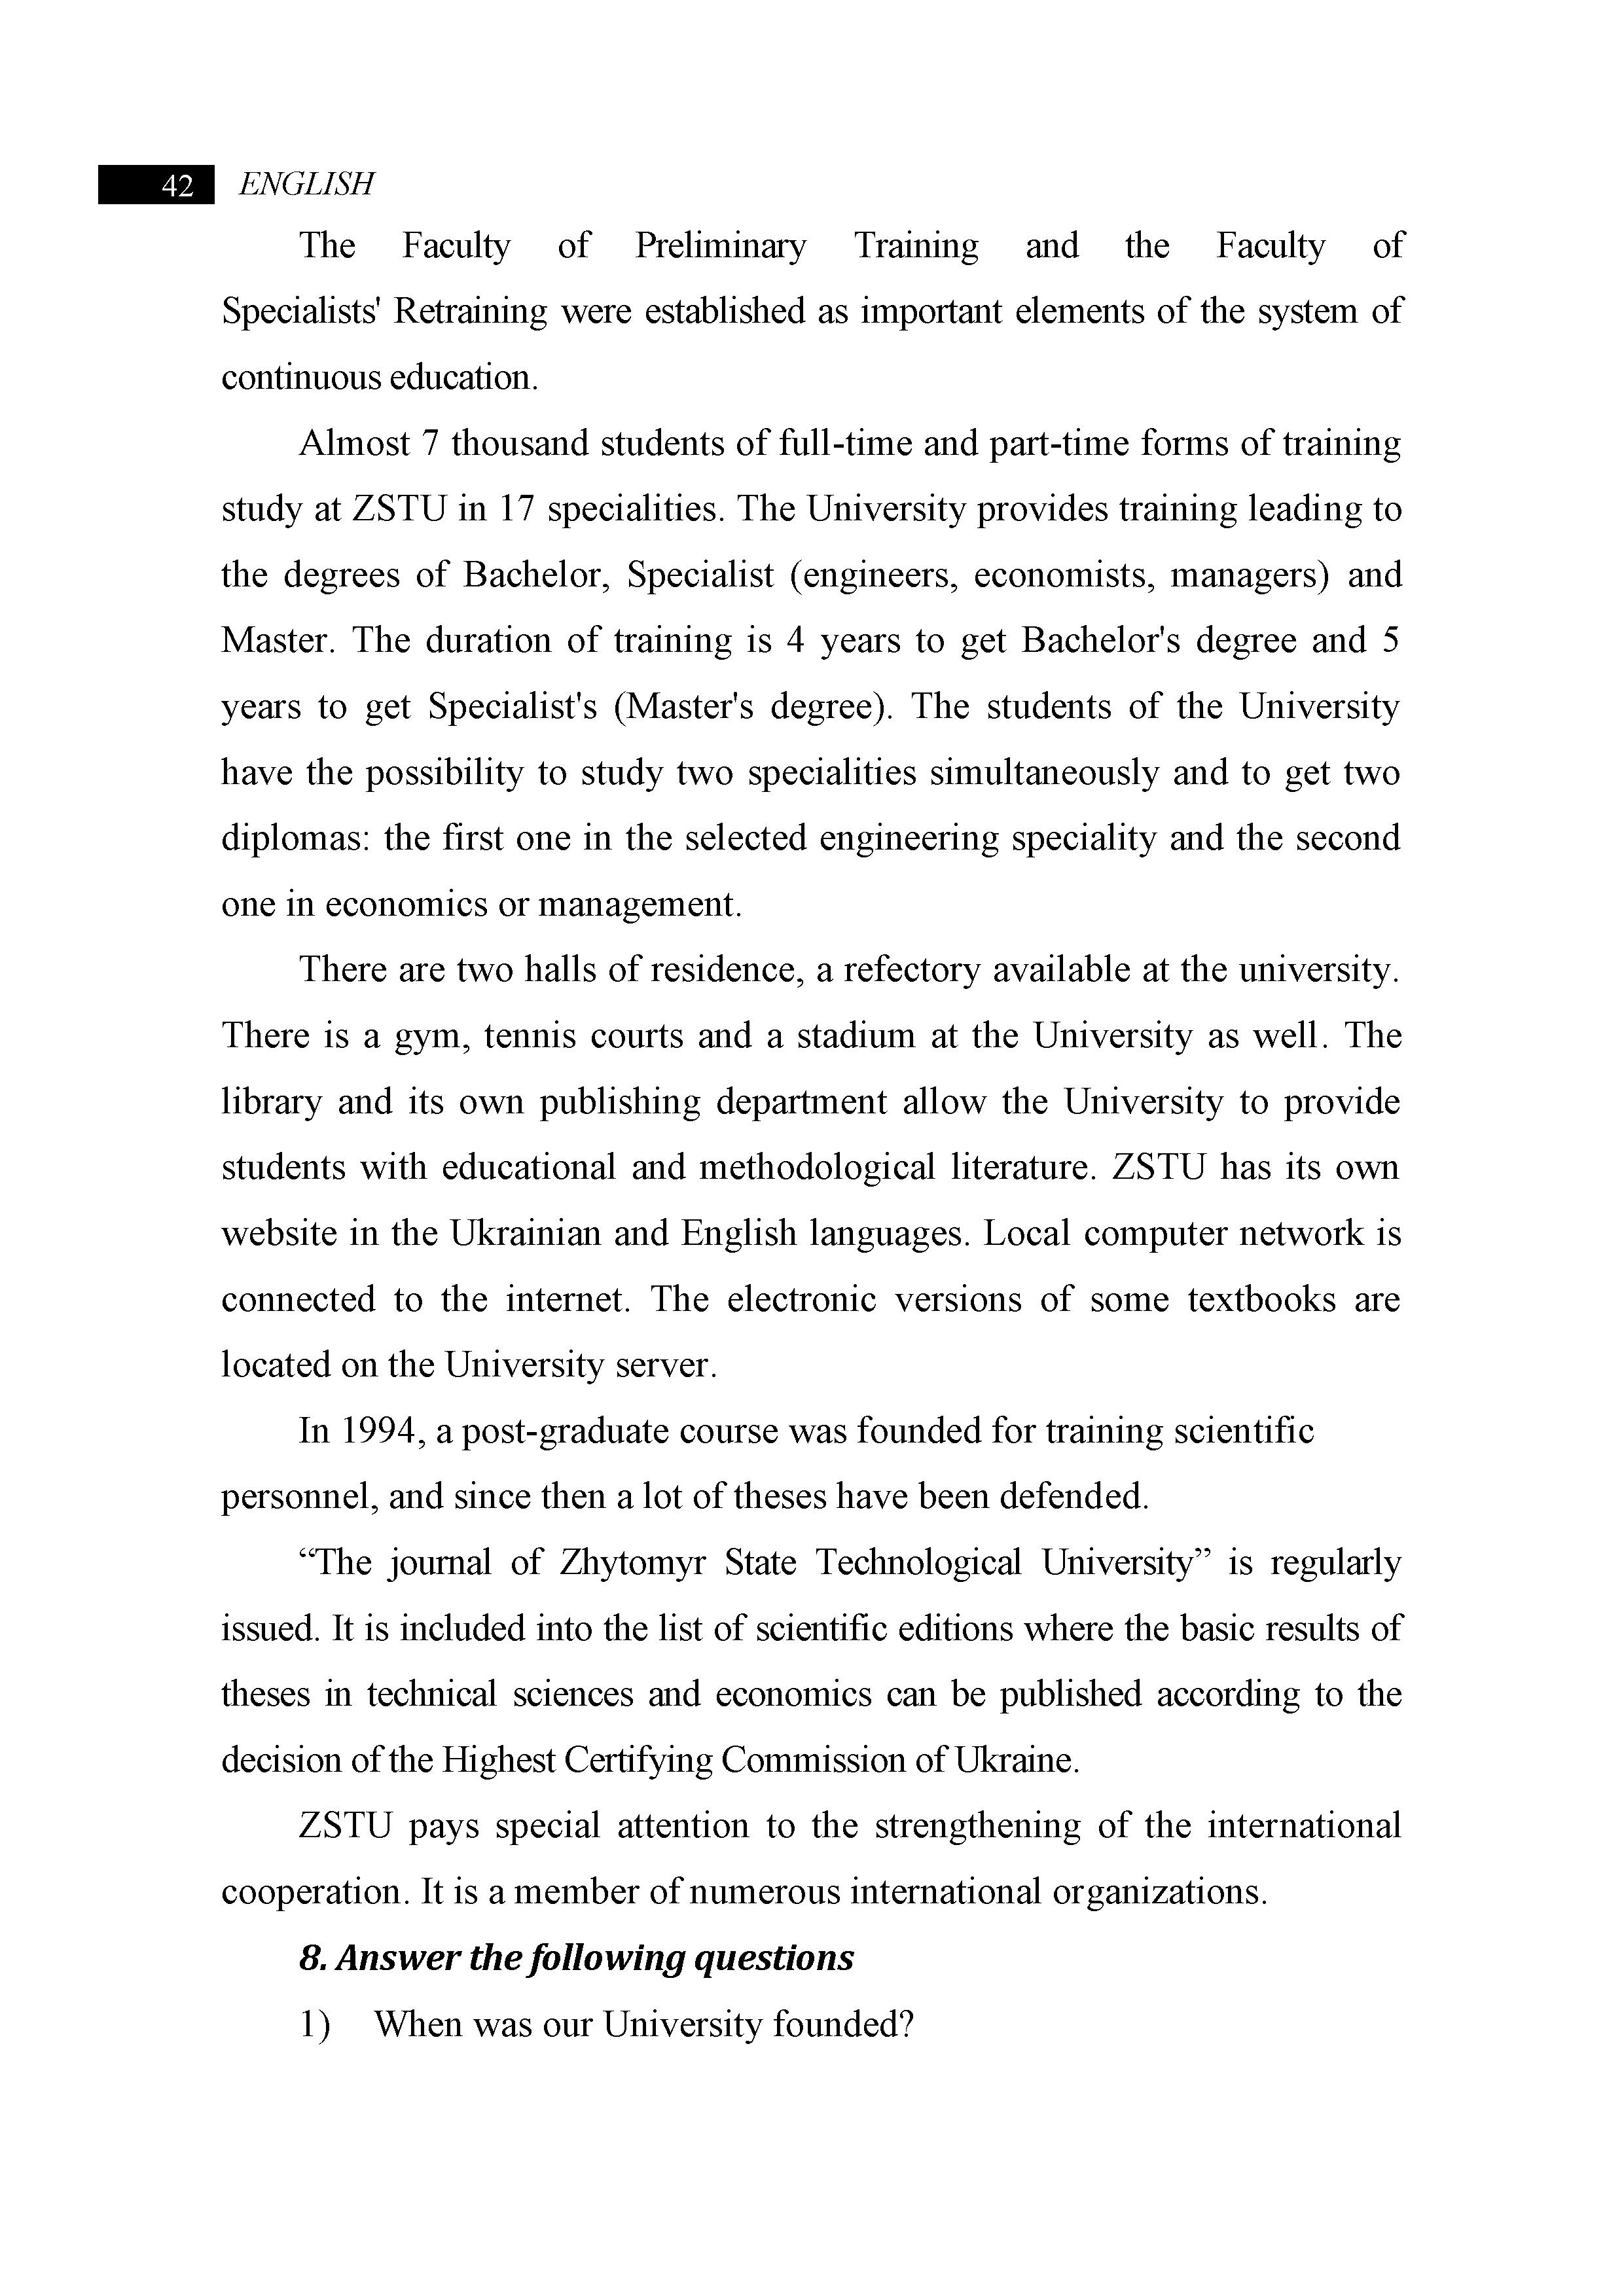 42 ENGLISH
The Faculty of Preliminary Training and the Faculty of
Specialists' Retraining were established as important elements of the system of
continuous education.
Almost 7 thousand students of full-time and part-time forms of training
study at ZSTU in 17 specialities. The University provides training leading to
the degrees of Bachelor, Specialist (engineers, economists, managers) and
Master. The duration of training is 4 years to get Bachelor's degree and 5
years to get Specialist's (Master's degree). The students of the University
have the possibility to study two specialities simultaneously and to get two
diplomas: the first one in the selected engineering speciality and the second
one in economics or management.
There are two halls of residence, a refectory available at the university.
There is a gym, tennis courts and a stadium at the University as well. The
library and its own publishing department allow the University to provide
students with educational and methodological literature. ZSTU has its own
website in the Ukrainian and English languages. Local computer network is
connected to the internet. The electronic versions of some textbooks are
located on the University server.
In 1994, a post-graduate course was founded for training scientific
personnel, and since then a lot of theses have been defended.
“The journal of Zhytomyr State Technological University” is regularly
issued. It is included into the list of scientific editions where the basic results of
theses in technical sciences and economics can be published according to the
decision of the Highest Certifying Commission of Ukraine.
ZSTU pays special attention to the strengthening of the international
cooperation. It is a member of numerous international organizations.
8. Answer the following questions
1) When was our University founded?